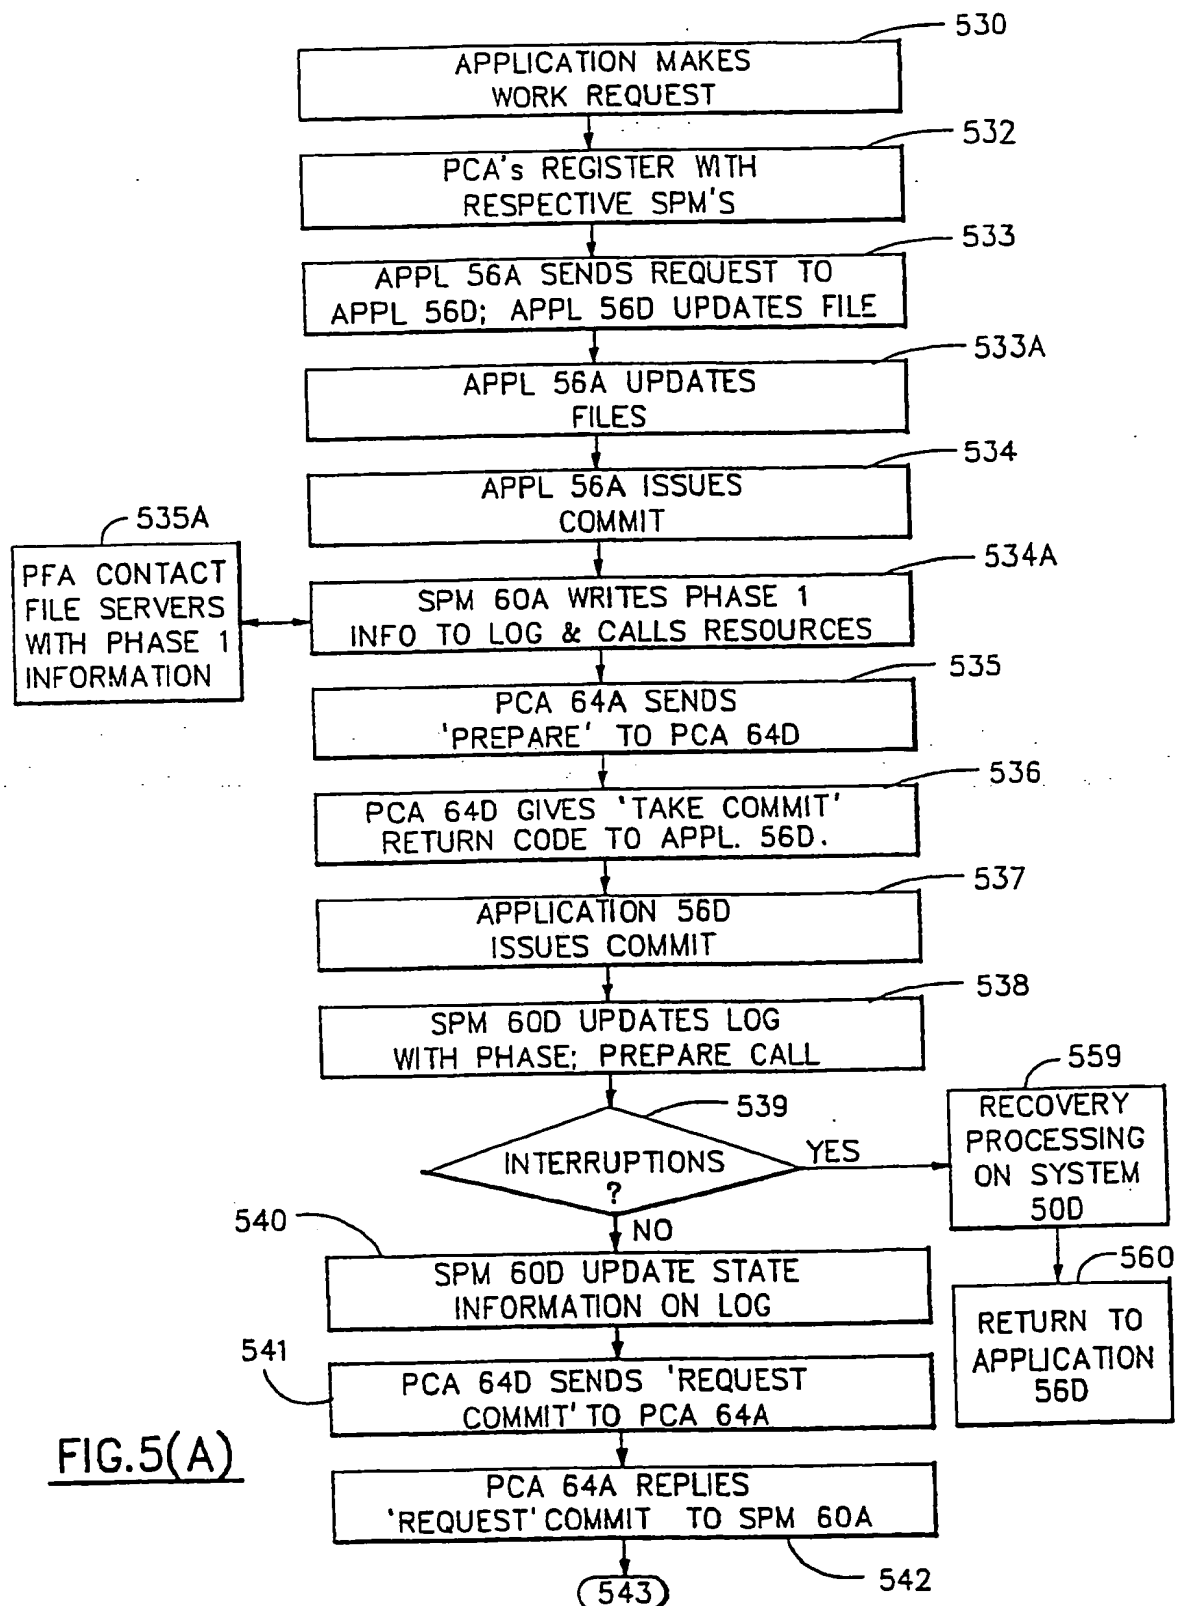 530
APPLICATION MAKES
WORK REQUEST
532
PCA's REGISTER WITH
RESPECTIVE SPM'S
533
APPL 56A SENDS REQUEST TO
APPL 56D; APPL 56D UPDATES FILE
533A
APPL 56A UPDATES
FILES
534
APPL 56A ISSUES
COMMIT
535A
PFA CONTACT
FILE SERVERS
WITH PHASE 1
INFORMATION
534A
SPM 60A WRITES PHASE 1
INFO TO LOG & CALLS RESOURCES
535
PCA 64A SENDS
'PREPARE' TO PCA 64D
536
PCA 64D GIVES 'TAKE COMMIT'
RETURN CODE TO APPL. 56D.
537
APPLICATION 56D
ISSUES COMMIT
538
SPM 60D UPDATES LOG
WITH PHASE; PREPARE CALL
539
INTERRUPTIONS
?
YES
NO
559
RECOVERY
PROCESSING
ON SYSTEM
50D
560
RETURN TO
APPLICATION
56D
540
SPM 60D UPDATE STATE
INFORMATION ON LOG
541
PCA 64D SENDS 'REQUEST
COMMIT' TO PCA 64A
PCA 64A REPLIES
'REQUEST' COMMIT TO SPM 60A
542
543
FIG.5(A)